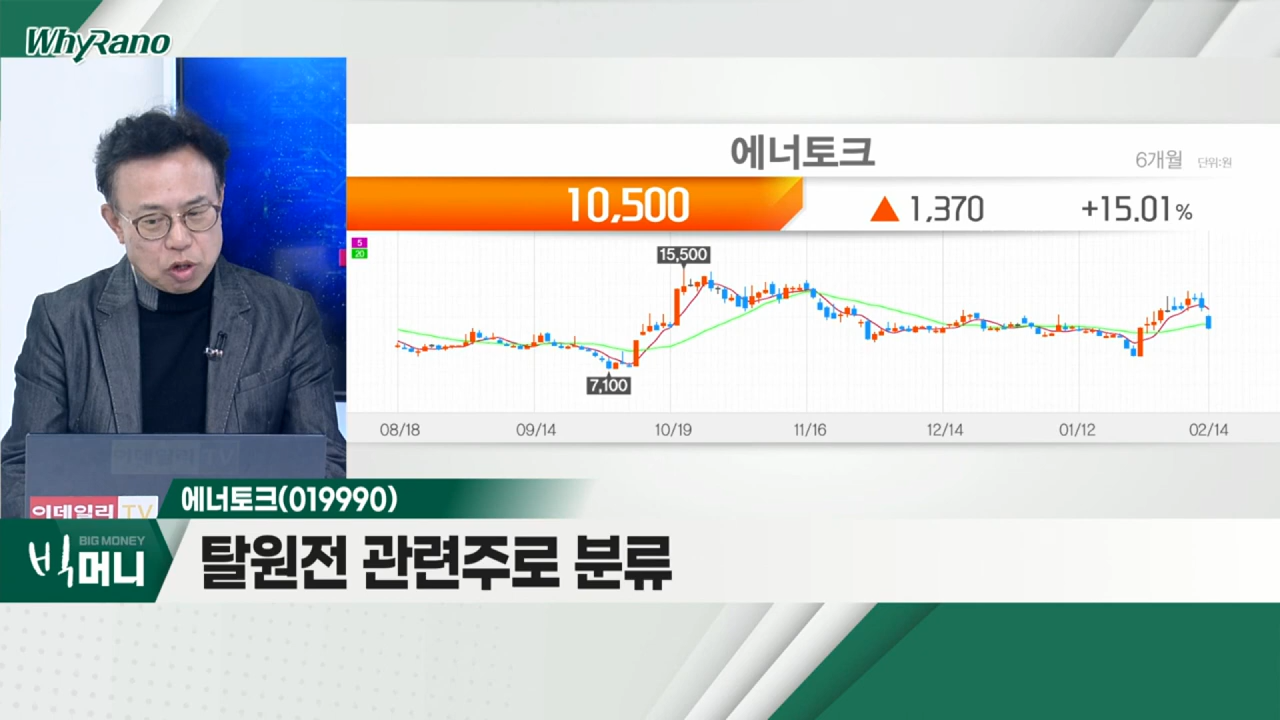 WhyRano
에너토크
6개월 단위:원
10,500 ▲ 1,370 +15.01%
5
20
15,500
7,100
08/18 09/14 10/19 11/16 12/14 01/12 02/14
이데일리 TV
에너토크(019990)
BIG MONEY
빅머니
탈원전 관련주로 분류